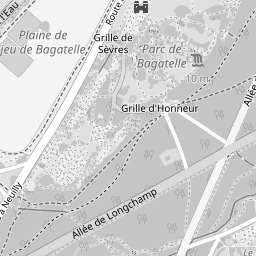 l'Eau
Route
Plaine de
jeu de Bagatelle
Grille de
Sèvres
Parc de
Bagatelle
10 m
Grille d'Honneur
Allée
Allée de Longchamp
à Neuilly
Le